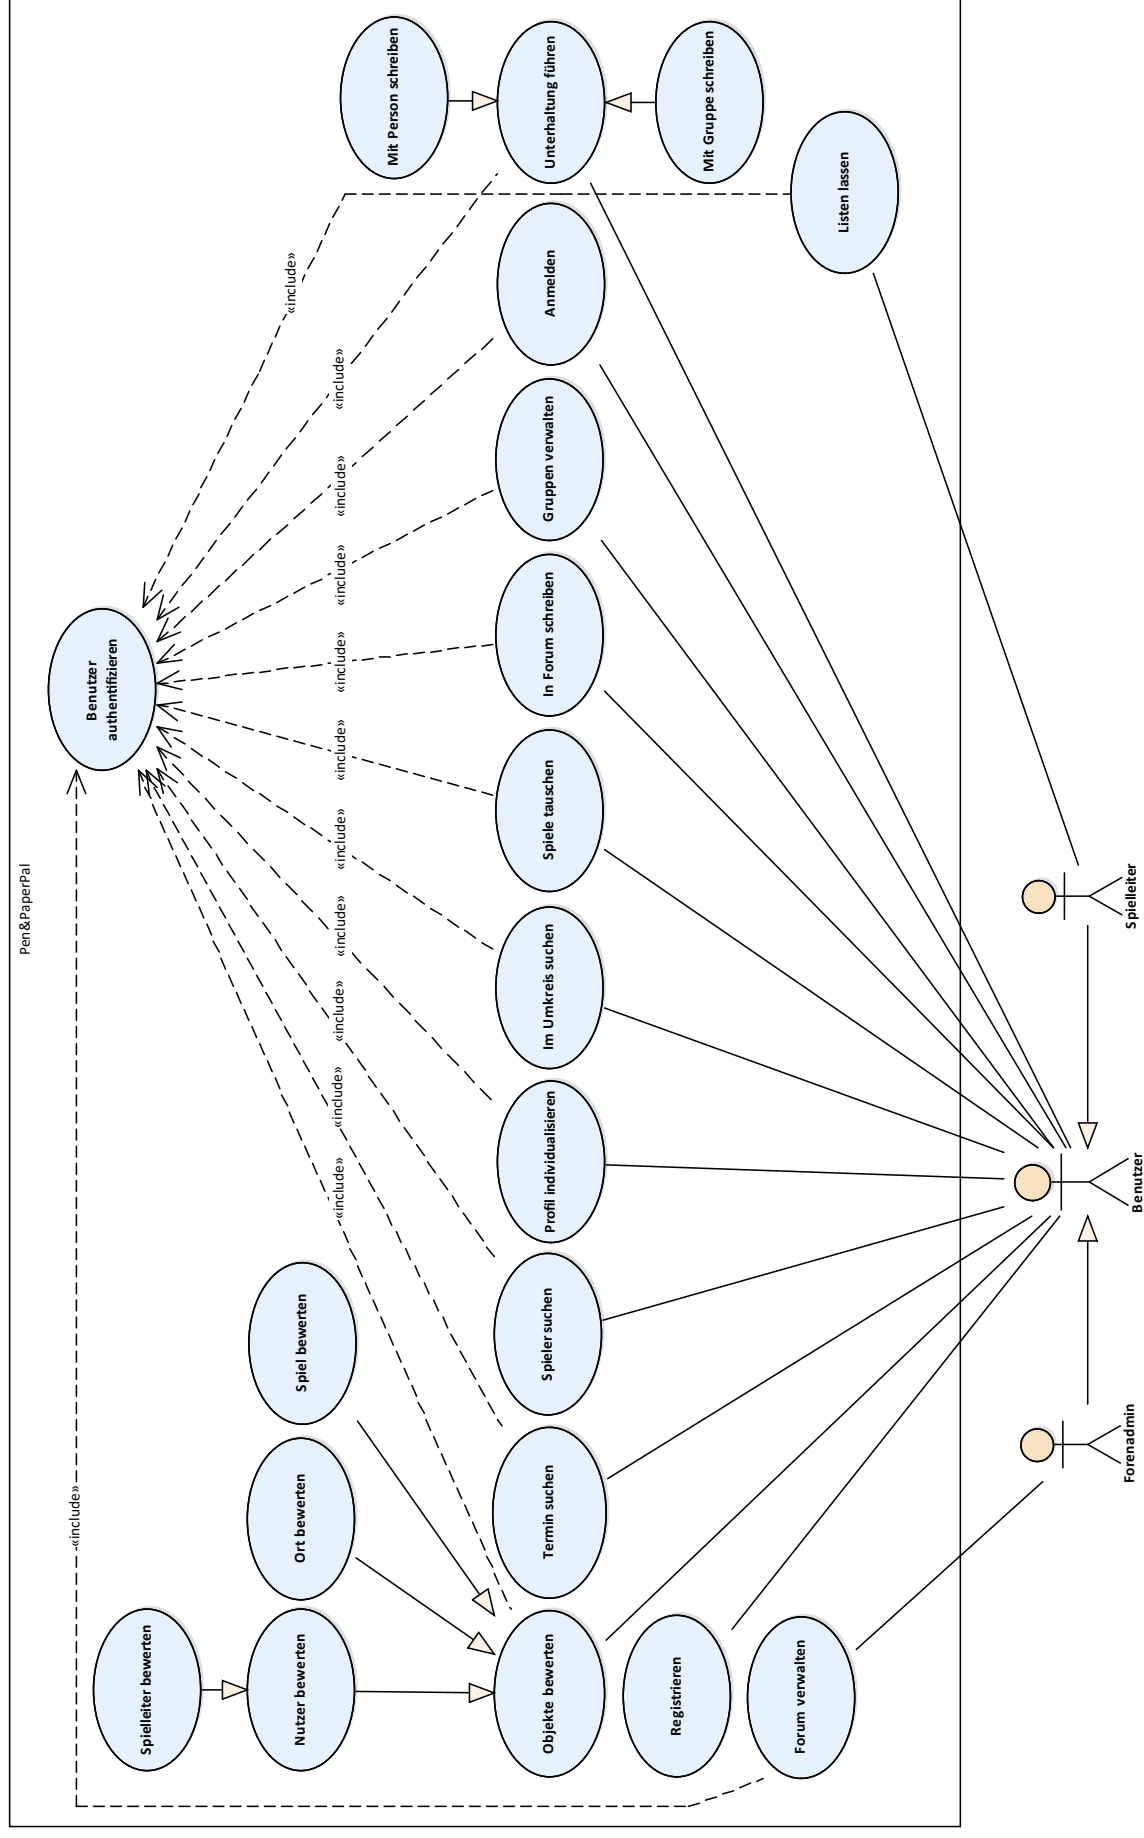 Pen&PaperPal
«include»
Benutzer
authentifizieren
Spielleiter bewerten
«include»
Nutzer bewerten
Ort bewerten
Spiel bewerten
«include»
«include»
«include»
«include»
«include»
«include»
«include»
«include»
«include»
«include»
Mit Person schreiben
Objekte bewerten
Termin suchen
Spieler suchen
Profil individualisieren
Im Umkreis suchen
Spiele tauschen
In Forum schreiben
Gruppen verwalten
Anmelden
Unterhaltung führen
Registrieren
Mit Gruppe schreiben
Forum verwalten
Listen lassen
Forenadmin
Benutzer
Spielleiter